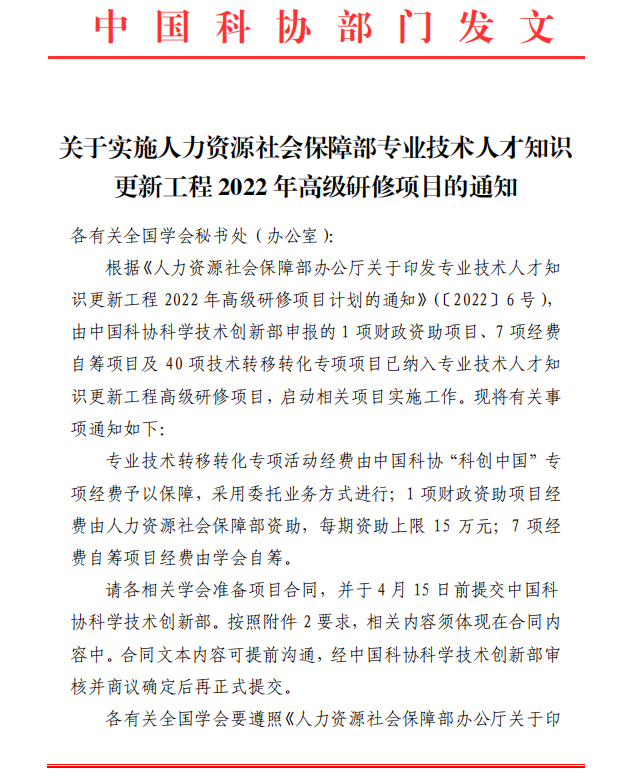 中国科协部门发文
关于实施人力资源社会保障部专业技术人才知识
更新工程 2022 年高级研修项目的通知
各有关全国学会秘书处（办公室）：
根据《人力资源社会保障部办公厅关于印发专业技术人才知
识更新工程 2022 年高级研修项目计划的通知》(〔2022〕6 号)，
由中国科协科学技术创新部申报的 1 项财政资助项目、7 项经费
自筹项目及 40 项技术转移转化专项项目已纳入专业技术人才知
识更新工程高级研修项目，启动相关项目实施工作。现将有关事
项通知如下：
专业技术转移转化专项活动经费由中国科协“科创中国”专
项经费予以保障，采用委托业务方式进行；1 项财政资助项目经
费由人力资源社会保障部资助，每期资助上限 15 万元；7 项经
费自筹项目经费由学会自筹。
请各相关学会准备项目合同，并于 4 月 15 日前提交中国科
协科学技术创新部。按照附件 2 要求，相关内容须体现在合同内
容中。合同文本内容可提前沟通，经中国科协科学技术创新部审
核并商议确定后再正式提交。
各有关全国学会要遵照《人力资源社会保障部办公厅关于印